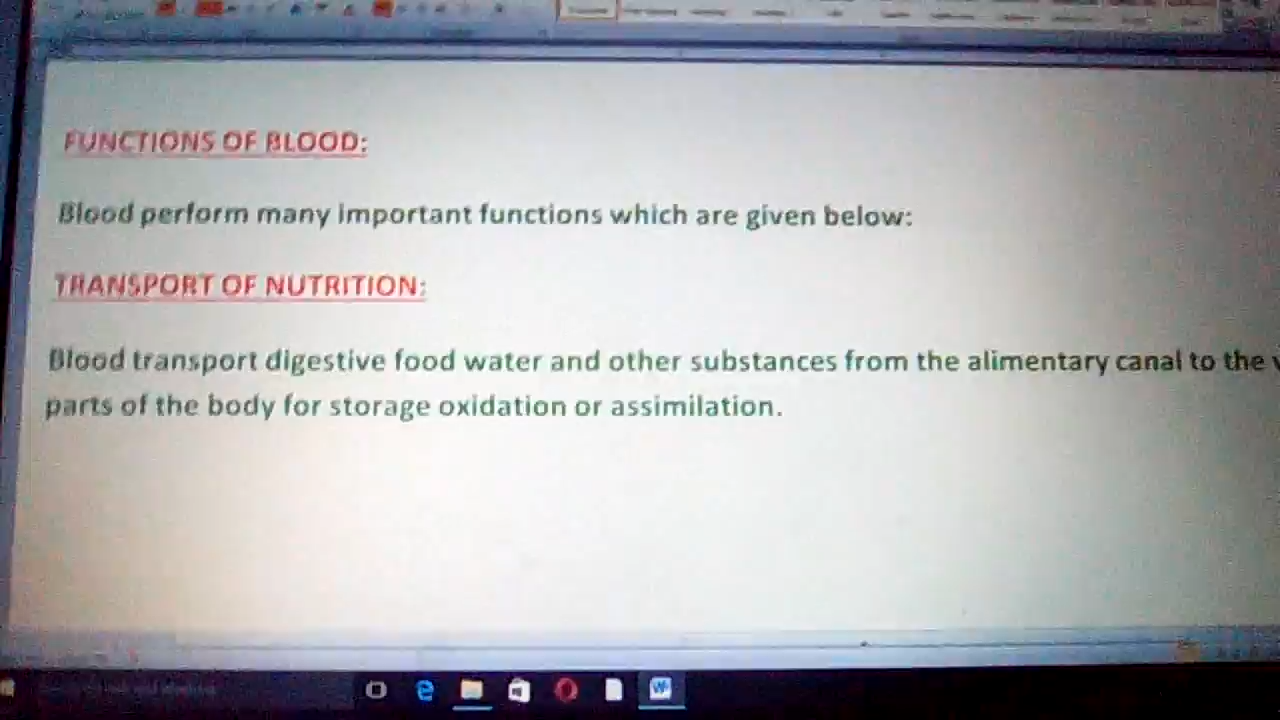 FUNCTIONS OF BLOOD:
Blood perform many important functions which are given below:
TRANSPORT OF NUTRITION:
Blood transport digestive food water and other substances from the alimentary canal to the
parts of the body for storage oxidation or assimilation.